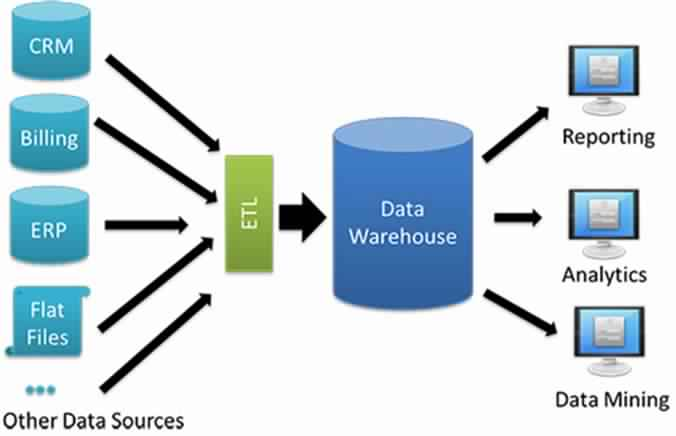 CRM
Billing
ERP
Flat
Files
Other Data Sources
ETL
Data
Warehouse
Reporting
Analytics
Data Mining